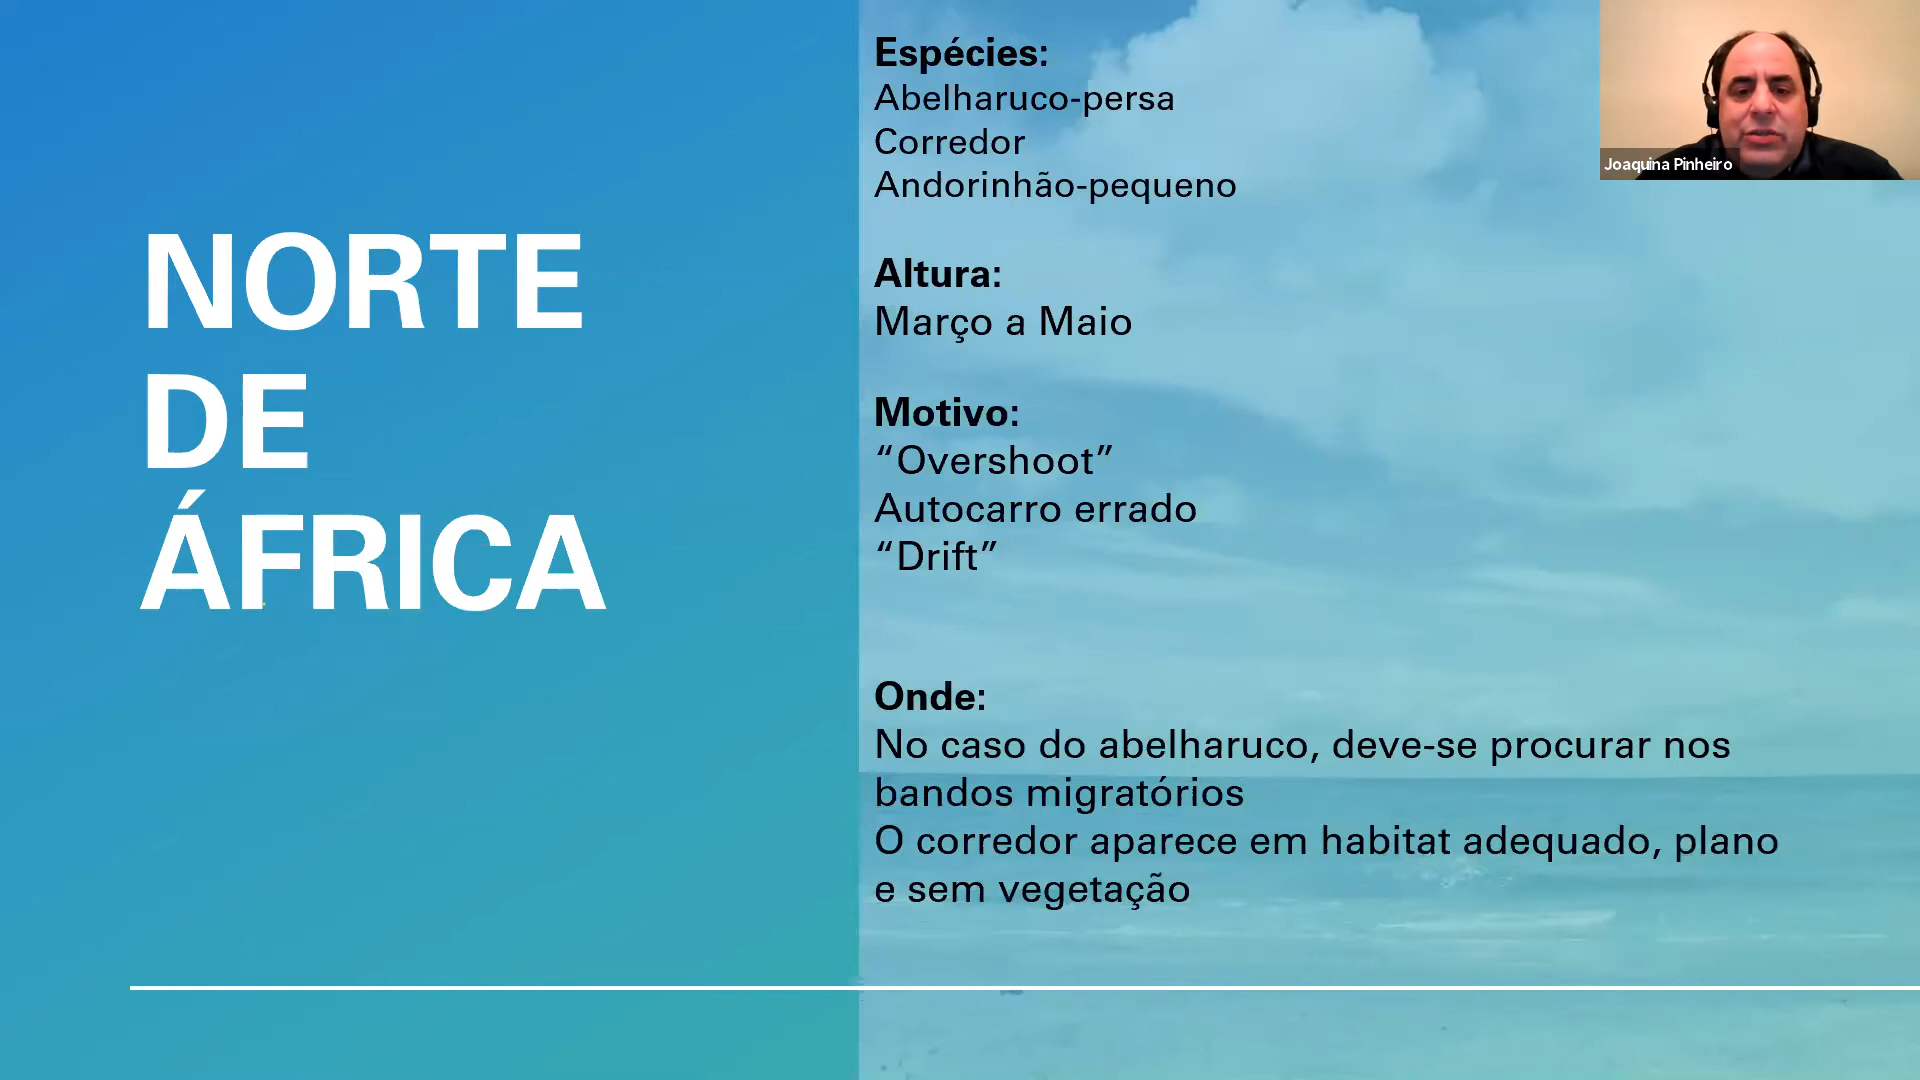 NORTE
DE
ÁFRICA
Espécies:
Abelharuco-persa
Corredor
Andorinhão-pequeno
Altura:
Março a Maio
Motivo:
“Overshoot”
Autocarro errado
“Drift”
Onde:
No caso do abelharuco, deve-se procurar nos
bandos migratórios
O corredor aparece em habitat adequado, plano
e sem vegetação
Joaquina Pinheiro